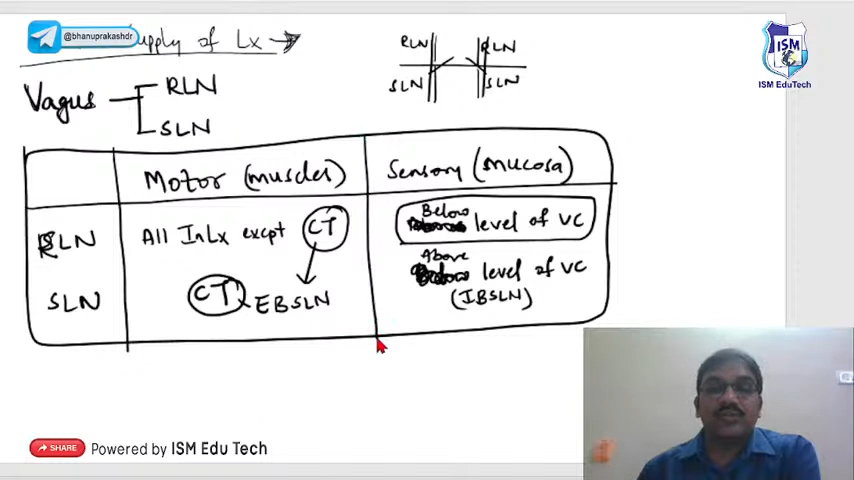 @bhanuprakashdr
upply of Lx →
RLN RLN
SLN SLN
ISM
ISM EduTech
Vagus RLN
SLN
Motor (muscles) Sensory (mucosa)
RLN All InLx excpt CT Below level of VC
SLN CT EBSLN Above level of VC
(IBSLN)
SHARE Powered by ISM Edu Tech